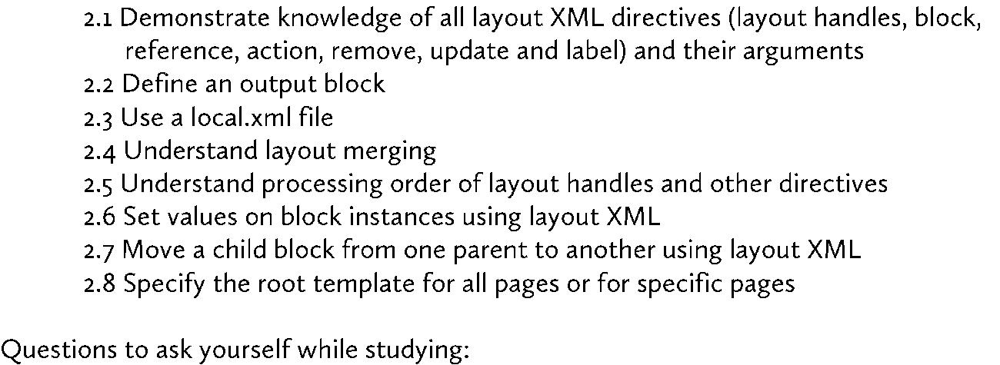 2.1 Demonstrate knowledge of all layout XML directives (layout handles, block,
reference, action, remove, update and label) and their arguments
2.2 Define an output block
2.3 Use a local.xml file
2.4 Understand layout merging
2.5 Understand processing order of layout handles and other directives
2.6 Set values on block instances using layout XML
2.7 Move a child block from one parent to another using layout XML
2.8 Specify the root template for all pages or for specific pages
Questions to ask yourself while studying: